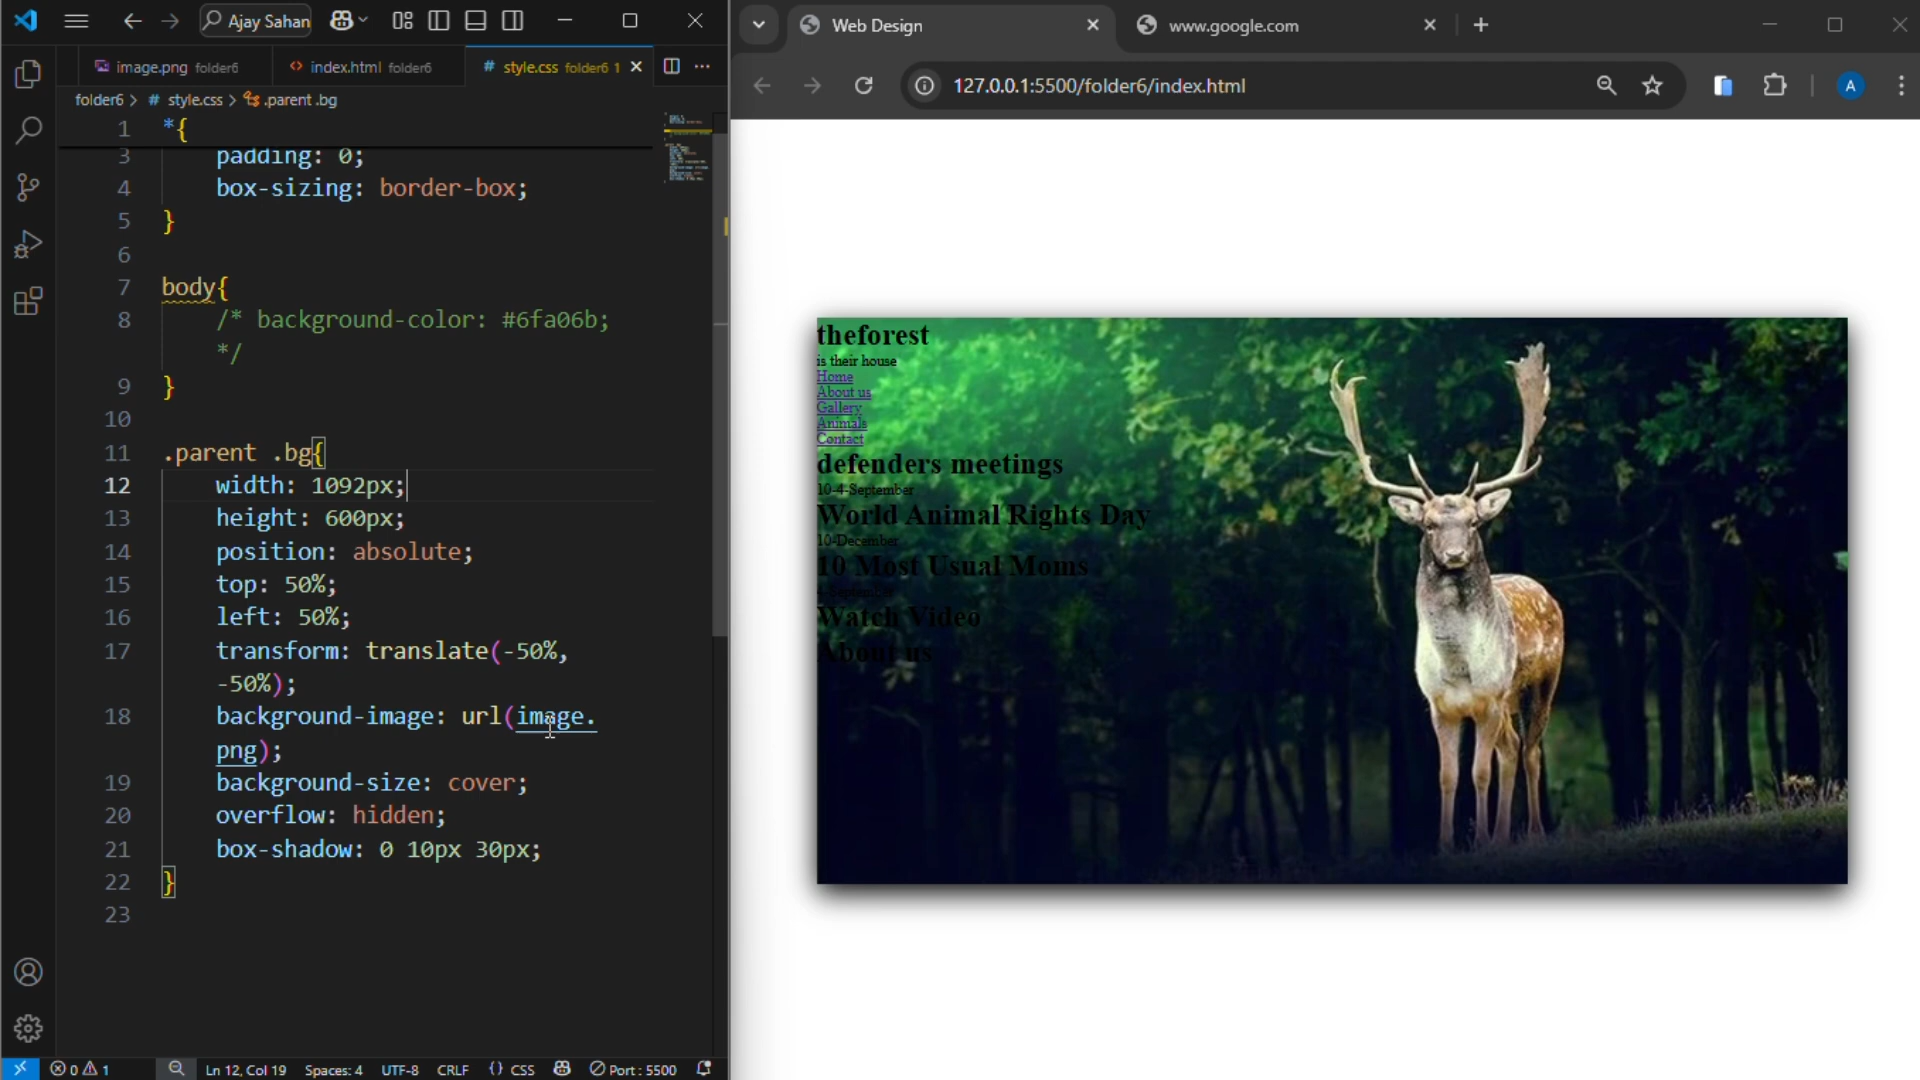 Ajay Sahan
image.png folder6
index.html folder6
# style.css folder6 1
folder6 > # style.css > .parent .bg
1 *{
3 padding: 0;
4 box-sizing: border-box;
5 }
6
7 body{
8 /* background-color: #6fa06b;
*/
9 }
10
11 .parent .bg{
12 width: 1092px;
13 height: 600px;
14 position: absolute;
15 top: 50%;
16 left: 50%;
17 transform: translate(-50%,
-50%);
18 background-image: url(image.
png);
19 background-size: cover;
20 overflow: hidden;
21 box-shadow: 0 10px 30px;
22 }
23
0 1
Ln 12, Col 19 Spaces: 4 UTF-8 CRLF {} CSS Port : 5500
Web Design
www.google.com
127.0.0.1:5500/folder6/index.html
A
theforest
is their house
Home
About us
Gallery
Animals
Contact
defenders meetings
10-4-September
World Animal Rights Day
10-December
10 Most Usual Moms
4-September
Watch Video
About us